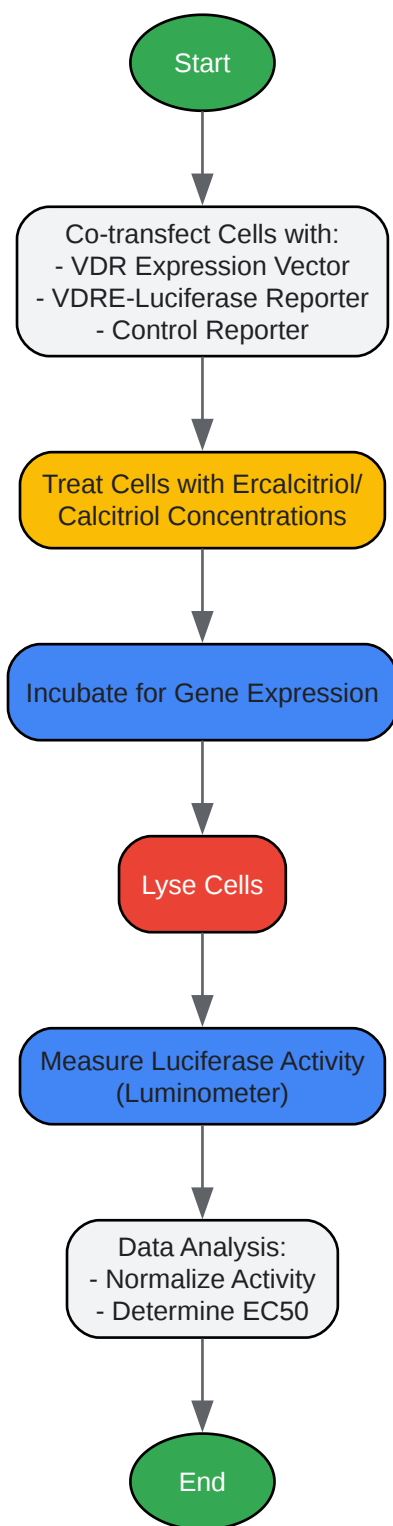 Start
Co-transfect Cells with:
- VDR Expression Vector
- VDRE-Luciferase Reporter
- Control Reporter
Treat Cells with Ercalcitriol/
Calcitriol Concentrations
Incubate for Gene Expression
Lyse Cells
Measure Luciferase Activity
(Luminometer)
Data Analysis:
- Normalize Activity
- Determine EC50
End